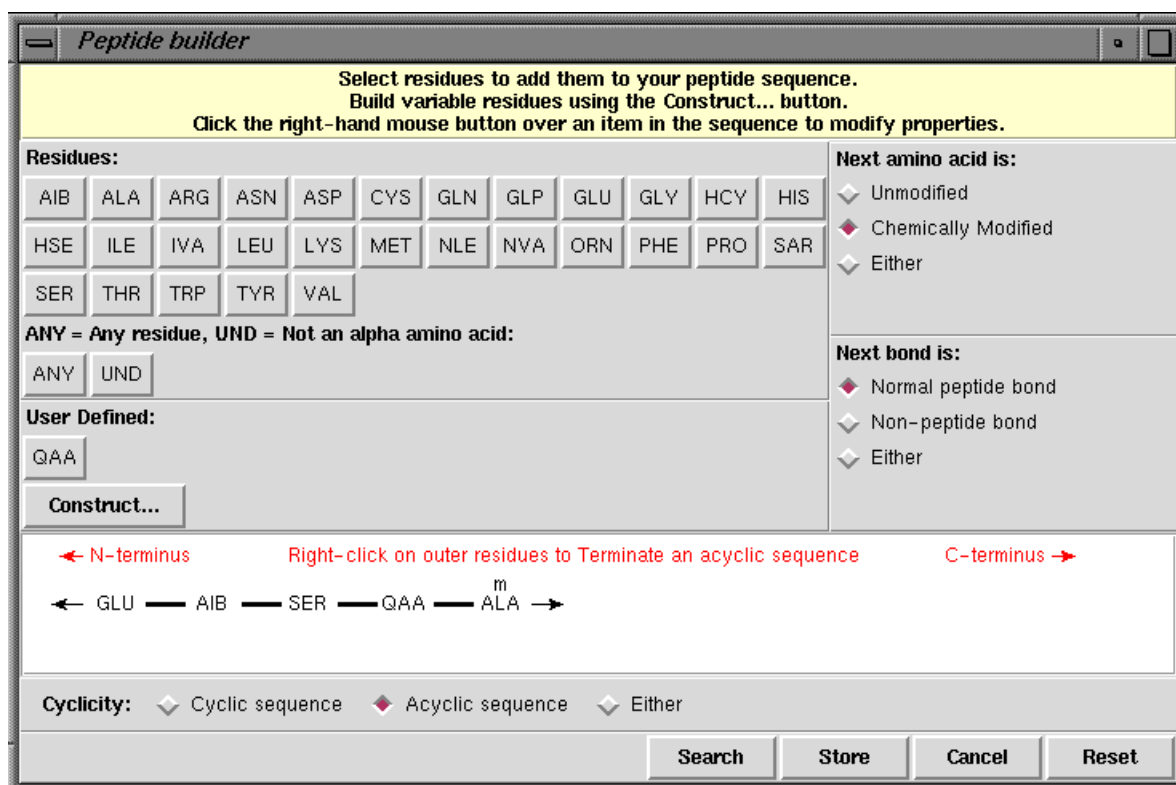 Peptide builder
Select residues to add them to your peptide sequence.
Build variable residues using the Construct... button.
Click the right-hand mouse button over an item in the sequence to modify properties.
Residues:
AIB ALA ARG ASN ASP CYS GLN GLP GLU GLY HCY HIS
HSE ILE IVA LEU LYS MET NLE NVA ORN PHE PRO SAR
SER THR TRP TYR VAL
ANY = Any residue, UND = Not an alpha amino acid:
ANY UND
User Defined:
QAA
Construct...
Next amino acid is:
Unmodified
Chemically Modified
Either
Next bond is:
Normal peptide bond
Non-peptide bond
Either
N-terminus Right-click on outer residues to Terminate an acyclic sequence C-terminus
m
GLU AIB SER QAA ALA
Cyclicity: Cyclic sequence Acyclic sequence Either
Search Store Cancel Reset